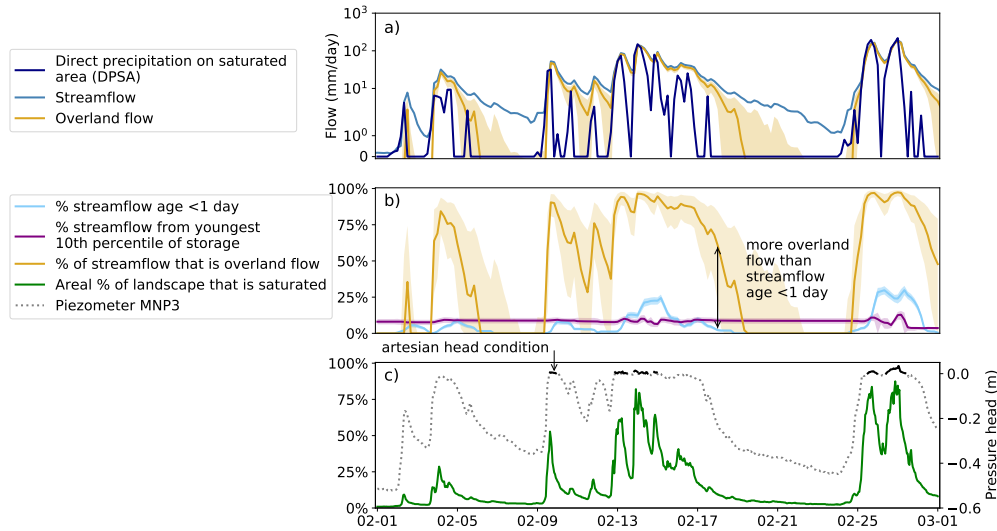 10³
a)
10²
10¹
10⁰
0
Flow (mm/day)
Direct precipitation on saturated
area (DPSA)
Streamflow
Overland flow
100%
b)
75%
50%
25%
0%
% streamflow age <1 day
% streamflow from youngest
10th percentile of storage
% of streamflow that is overland flow
Areal % of landscape that is saturated
Piezometer MNP3
more overland
flow than
streamflow
age <1 day
artesian head condition
100%
c)
75%
50%
25%
0%
0.0
−0.2
−0.4
−0.6
Pressure head (m)
02-01 02-05 02-09 02-13 02-17 02-21 02-25 03-01